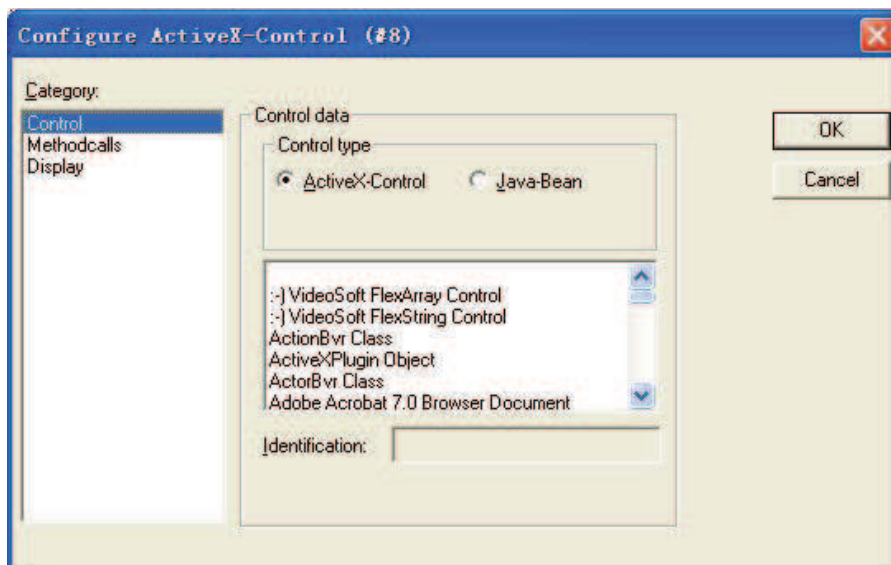 Configure ActiveX-Control (#8)
Category:
Control
Methodcalls
Display
Control data
Control type
ActiveX-Control
Java-Bean
:-) VideoSoft FlexArray Control
:-) VideoSoft FlexString Control
ActionBvr Class
ActiveXPlugin Object
ActorBvr Class
Adobe Acrobat 7.0 Browser Document
Identification:
OK
Cancel